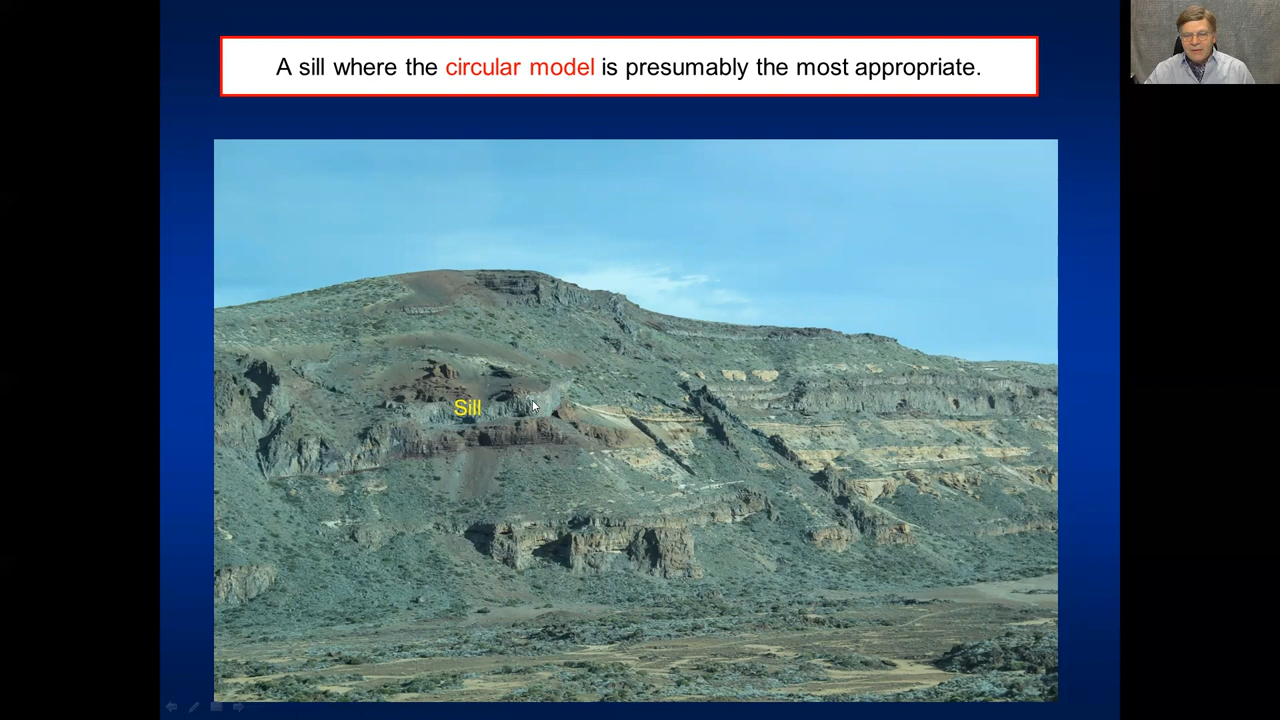 A sill where the circular model is presumably the most appropriate.
Sill